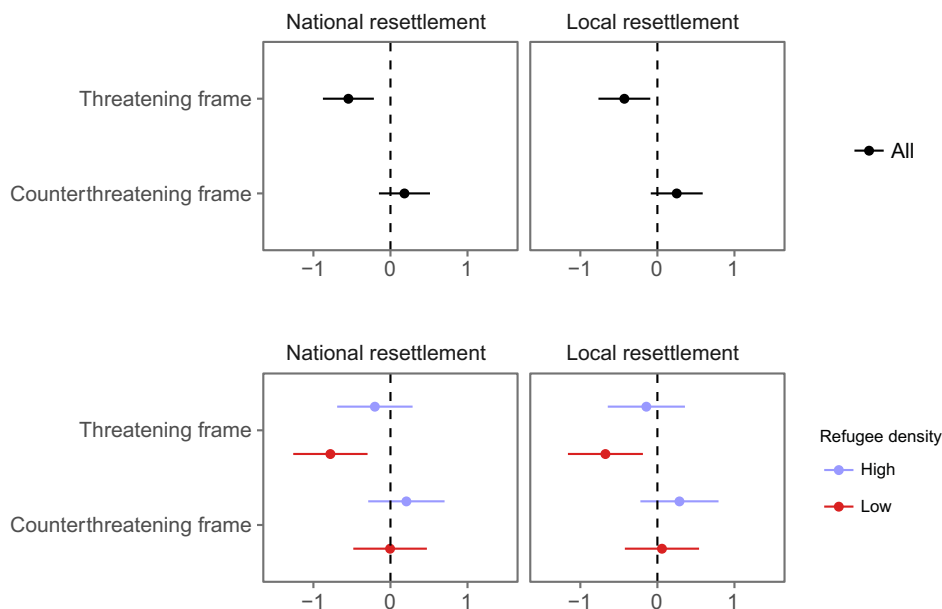 National resettlement
Local resettlement
Threatening frame
Counterthreatening frame
All
−1 0 1
−1 0 1
National resettlement
Local resettlement
Threatening frame
Counterthreatening frame
Refugee density
High
Low
−1 0 1
−1 0 1